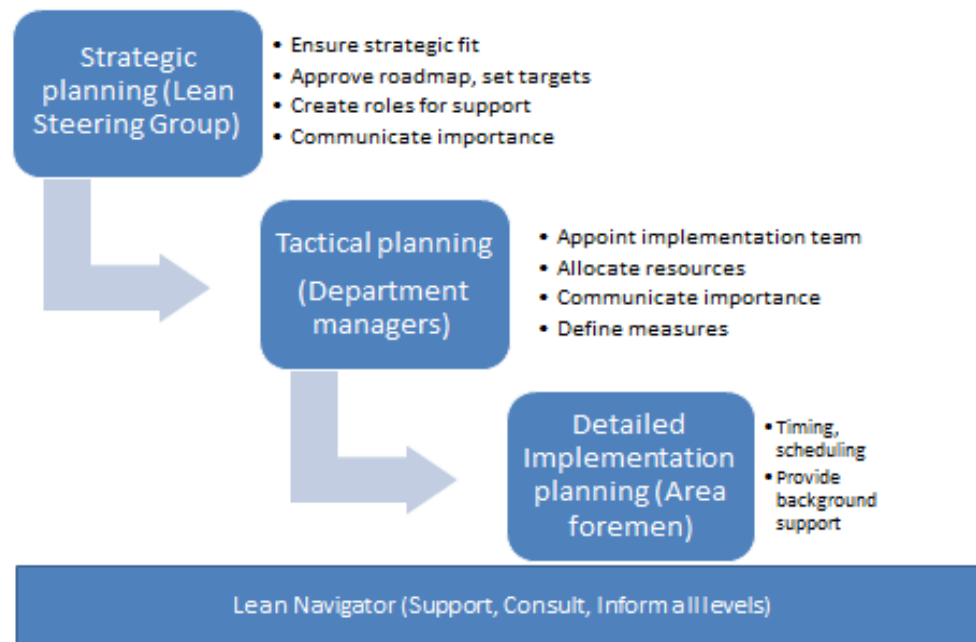 Strategic
planning (Lean
Steering Group)
• Ensure strategic fit
• Approve roadmap, set targets
• Create roles for support
• Communicate importance
Tactical planning
(Department
managers)
• Appoint implementation team
• Allocate resources
• Communicate importance
• Define measures
Detailed
Implementation
planning (Area
foremen)
• Timing,
scheduling
• Provide
background
support
Lean Navigator (Support, Consult, Inform all levels)